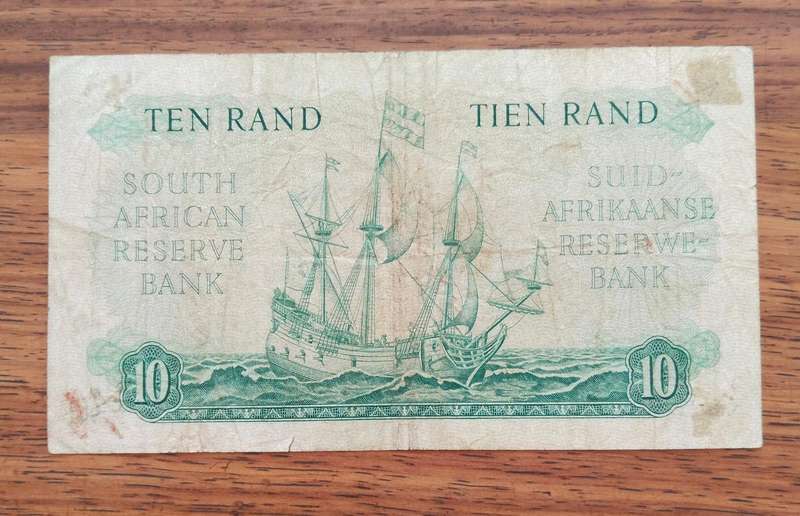 TEN RAND
TIEN RAND
SOUTH
AFRICAN
RESERVE
BANK
SUID-
AFRIKAANSE
RESERWE-
BANK
10
10